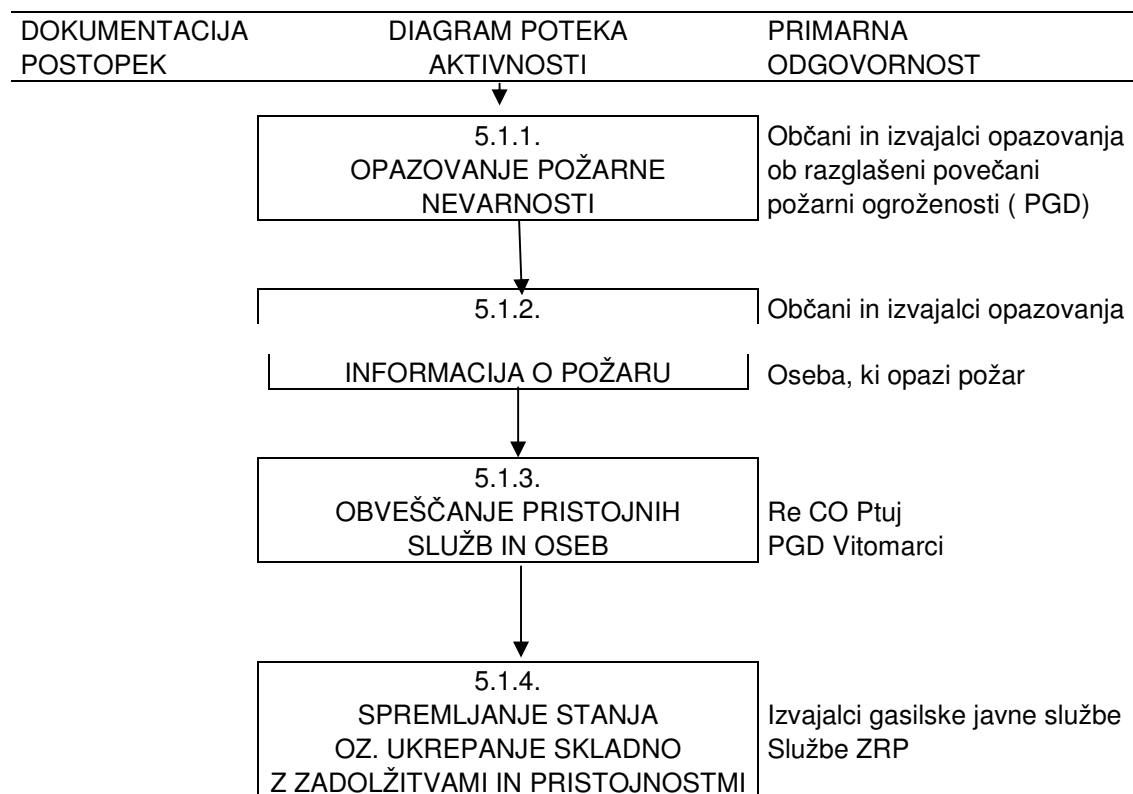 DOKUMENTACIJA DIAGRAM POTEKA PRIMARNA
POSTOPEK AKTIVNOSTI ODGOVORNOST
5.1.1. Občani in izvajalci opazovanja
OPAZOVANJE POŽARNE ob razglašeni povečani
NEVARNOSTI požarni ogroženosti ( PGD)
5.1.2. Občani in izvajalci opazovanja
INFORMACIJA O POŽARU Oseba, ki opazi požar
5.1.3.
OBVEŠČANJE PRISTOJNIH Re CO Ptuj
SLUŽB IN OSEB PGD Vitomarci
5.1.4.
SPREMLJANJE STANJA Izvajalci gasilske javne službe
OZ. UKREPANJE SKLADNO Službe ZRP
Z ZADOLŽITVAMI IN PRISTOJNOSTMI